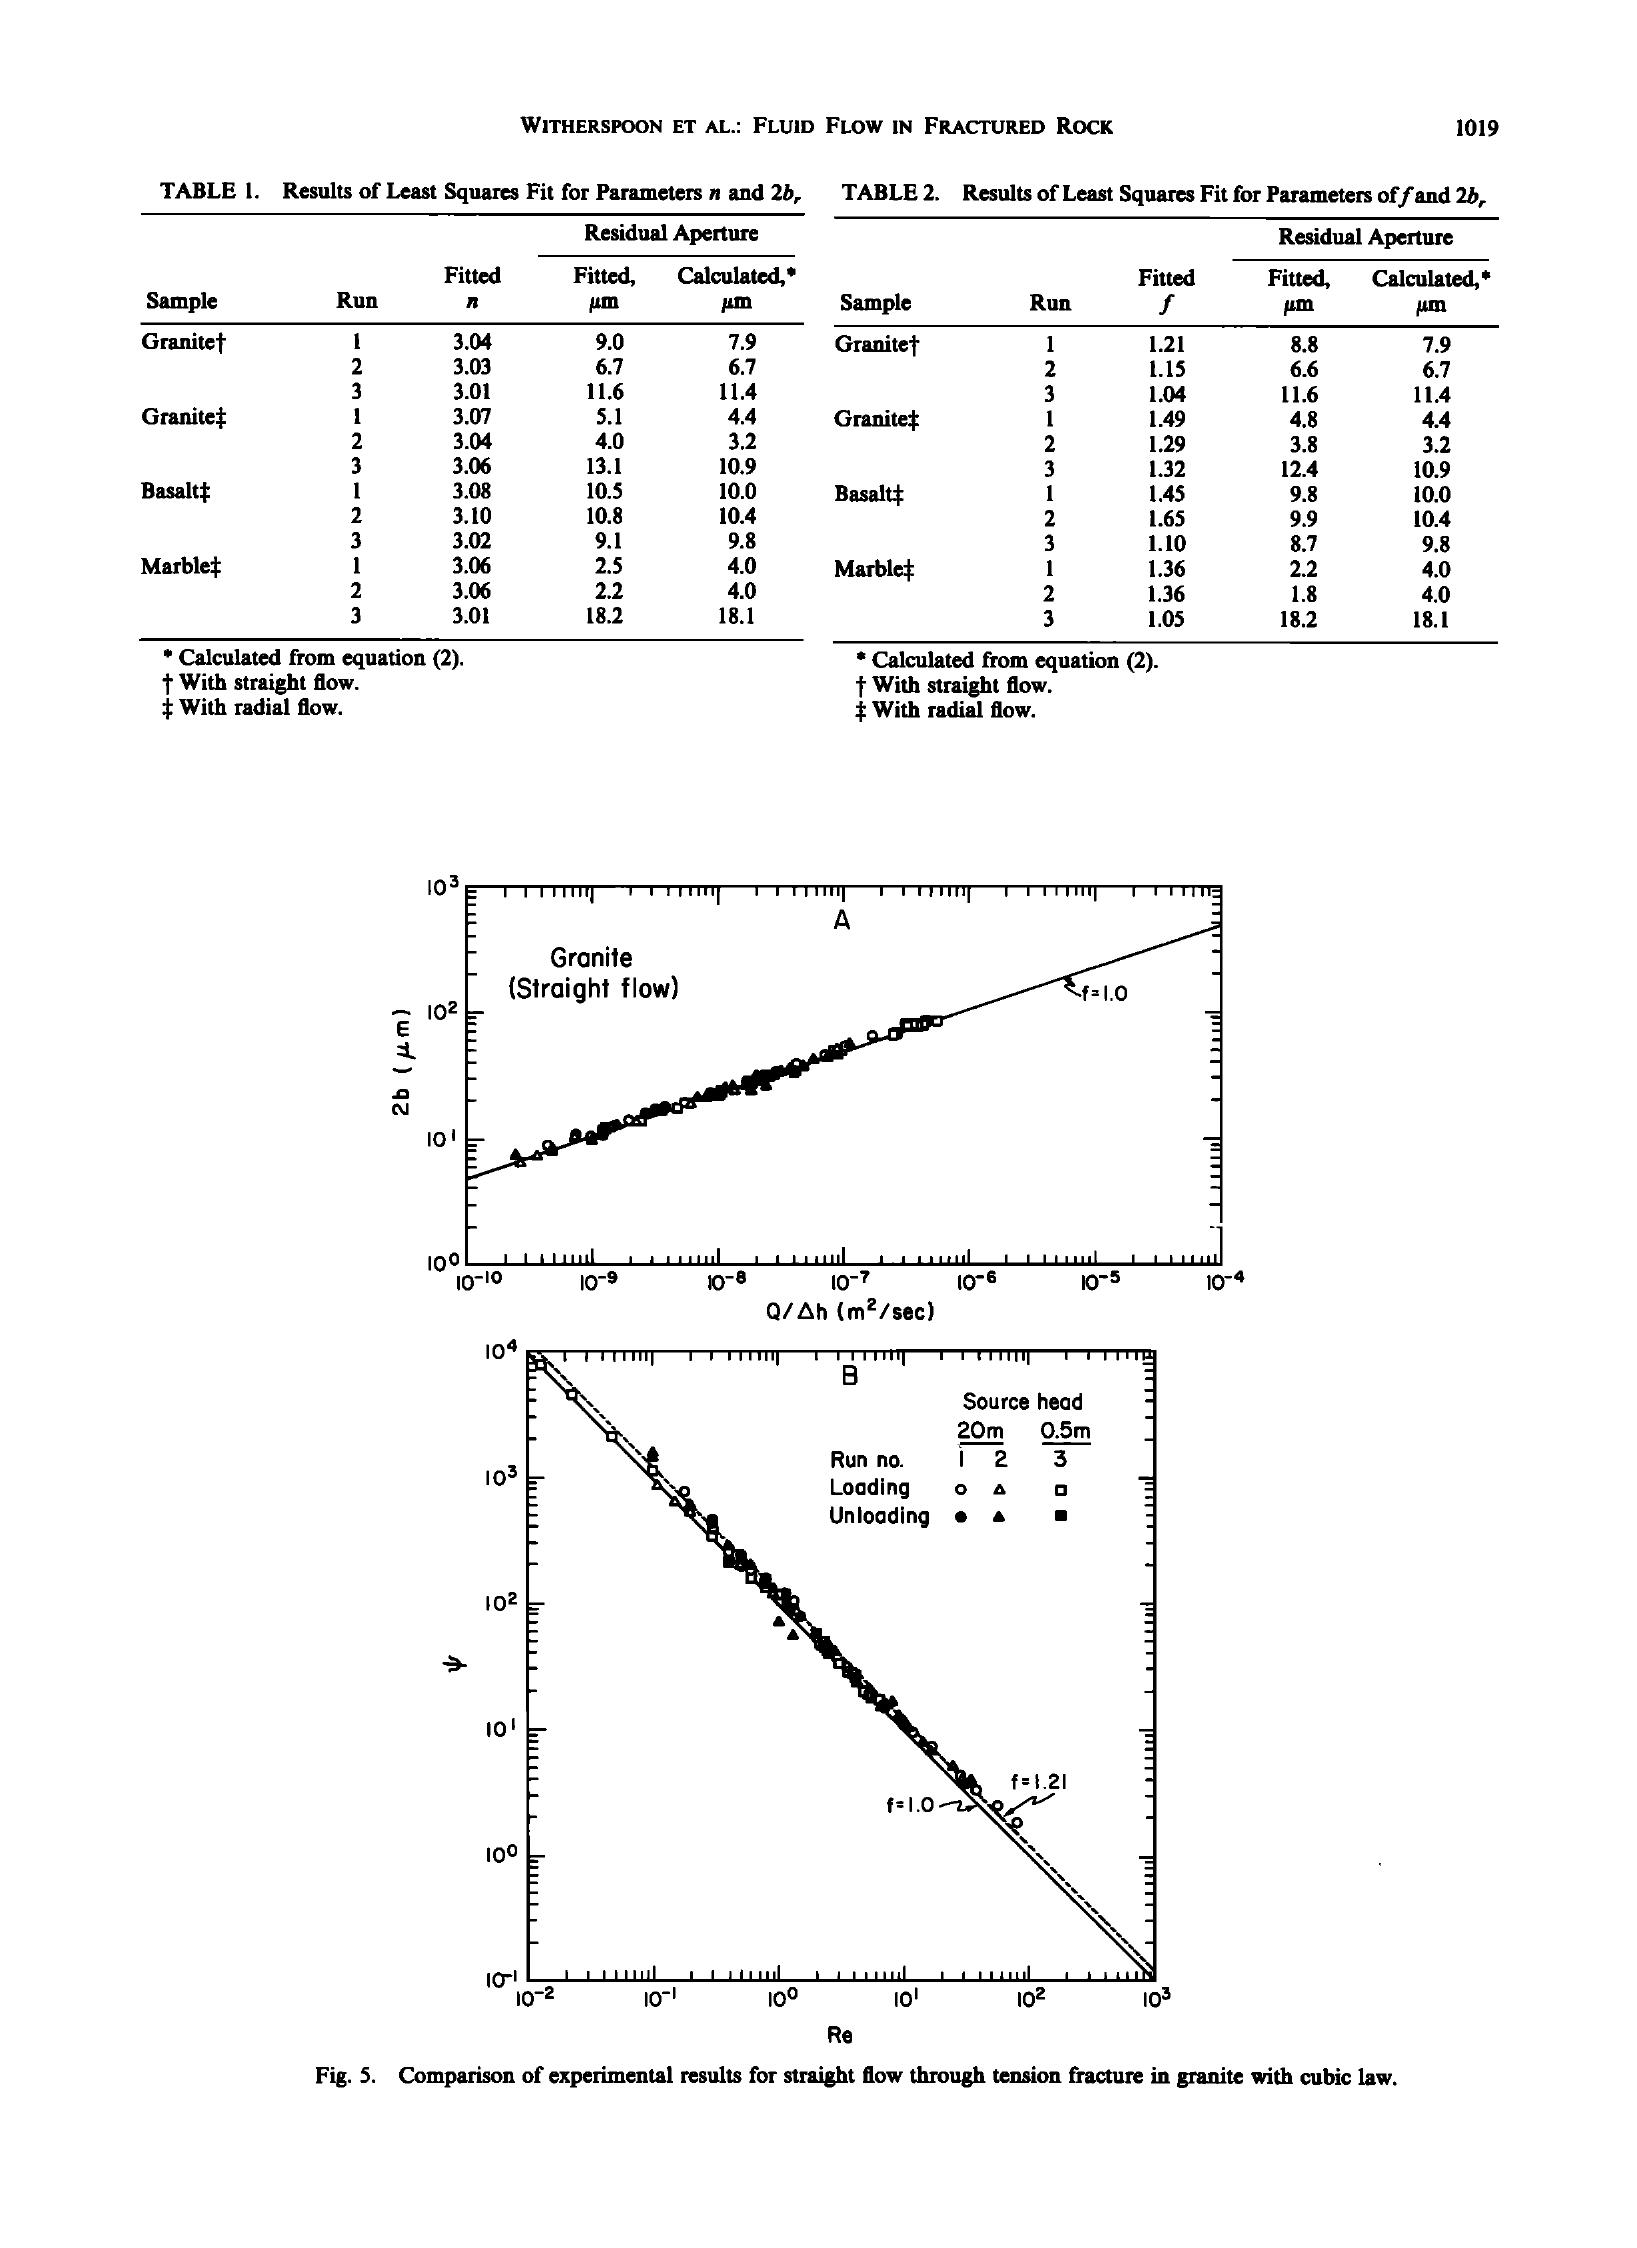 WITHERSPOON ET AL.: FLUID FLOW IN FRACTURED ROCK 1019
TABLE 1. Results of Least Squares Fit for Parameters n and 2bᵣ
Residual Aperture
Fitted Fitted, Calculated,*
Sample Run n μm μm
Granite† 1 3.04 9.0 7.9
2 3.03 6.7 6.7
3 3.01 11.6 11.4
Granite‡ 1 3.07 5.1 4.4
2 3.04 4.0 3.2
3 3.06 13.1 10.9
Basalt‡ 1 3.08 10.5 10.0
2 3.10 10.8 10.4
3 3.02 9.1 9.8
Marble‡ 1 3.06 2.5 4.0
2 3.06 2.2 4.0
3 3.01 18.2 18.1
* Calculated from equation (2).
† With straight flow.
‡ With radial flow.
TABLE 2. Results of Least Squares Fit for Parameters of f and 2bᵣ
Residual Aperture
Fitted Fitted, Calculated,*
Sample Run f μm μm
Granite† 1 1.21 8.8 7.9
2 1.15 6.6 6.7
3 1.04 11.6 11.4
Granite‡ 1 1.49 4.8 4.4
2 1.29 3.8 3.2
3 1.32 12.4 10.9
Basalt‡ 1 1.45 9.8 10.0
2 1.65 9.9 10.4
3 1.10 8.7 9.8
Marble‡ 1 1.36 2.2 4.0
2 1.36 1.8 4.0
3 1.05 18.2 18.1
* Calculated from equation (2).
† With straight flow.
‡ With radial flow.
10³
A
Granite
(Straight flow)
f=1.0
10²
2b (μm)
10¹
10⁰
10⁻¹⁰ 10⁻⁹ 10⁻⁸ 10⁻⁷ 10⁻⁶ 10⁻⁵ 10⁻⁴
Q/Δh (m²/sec)
10⁴
B
Source head
20m 0.5m
Run no. 1 2 3
Loading
Unloading
10³
10²
ψ
10¹
f=1.21
f=1.0
10⁰
10⁻¹
10⁻² 10⁻¹ 10⁰ 10¹ 10² 10³
Re
Fig. 5. Comparison of experimental results for straight flow through tension fracture in granite with cubic law.